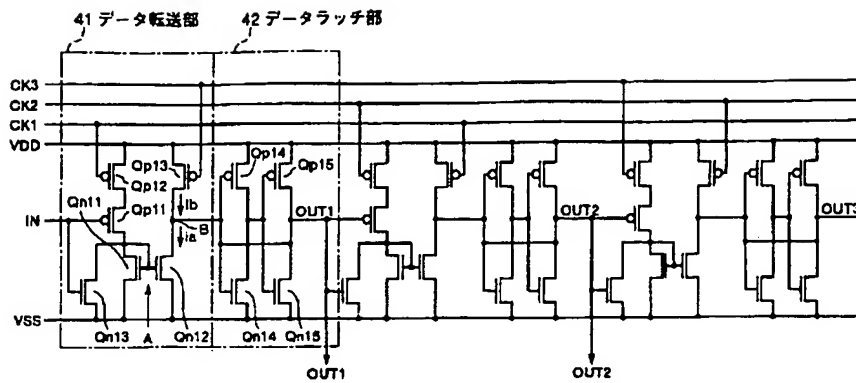 41 データ転送部
42 データラッチ部
CK3
CK2
CK1
VDD
Qp13
Qp12
Qp14
Qp15
Qp11
Qn11
Ib
IN
B
ia
OUT1
OUT2
OUT3
VSS
Qn13
A
Qn12
Qn14
Qn15
OUT1
OUT2